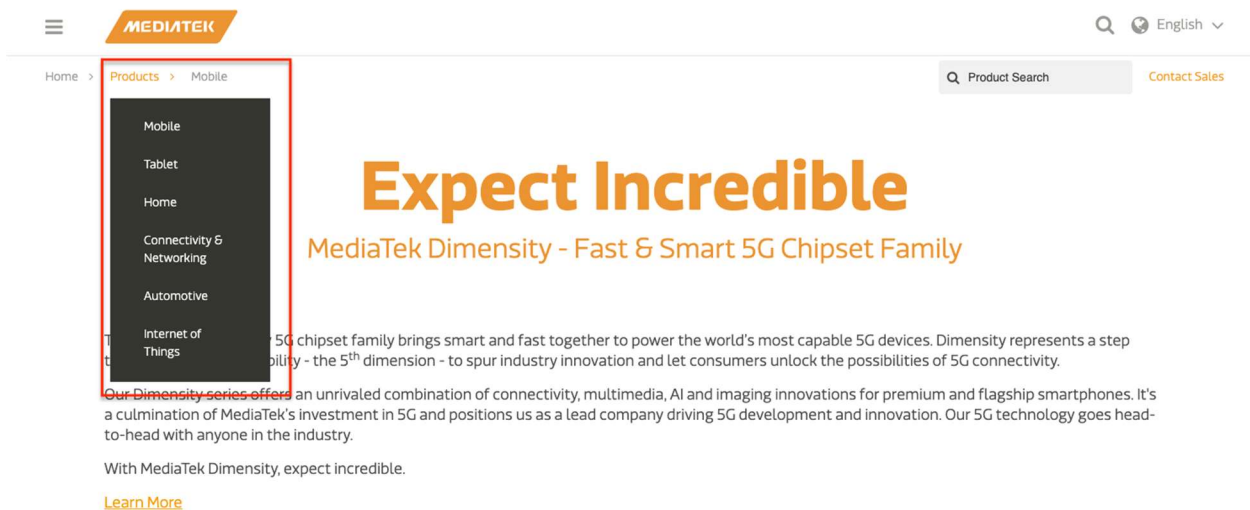 MEDIATEK
English
Home > Products > Mobile
Product Search
Contact Sales
Mobile
Tablet
Home
Connectivity &
Networking
Automotive
Internet of
Things
Expect Incredible
MediaTek Dimensity - Fast & Smart 5G Chipset Family
5G chipset family brings smart and fast together to power the world's most capable 5G devices. Dimensity represents a step
- the 5th dimension - to spur industry innovation and let consumers unlock the possibilities of 5G connectivity.
Our Dimensity series offers an unrivaled combination of connectivity, multimedia, AI and imaging innovations for premium and flagship smartphones. It's
a culmination of MediaTek's investment in 5G and positions us as a lead company driving 5G development and innovation. Our 5G technology goes head-
to-head with anyone in the industry.
With MediaTek Dimensity, expect incredible.
Learn More